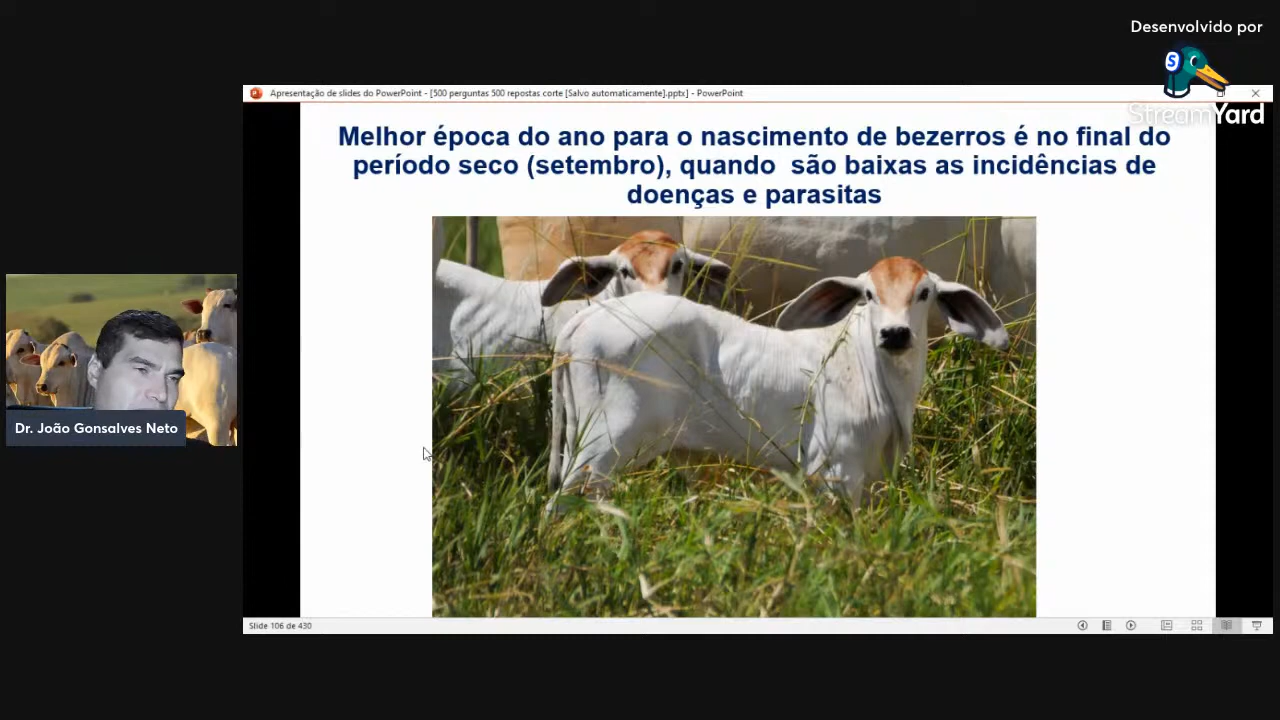 Desenvolvido por
StreamYard
Apresentação de slides do PowerPoint - [500 perguntas 500 repostas corte [Salvo automaticamente].pptx] - PowerPoint
Melhor época do ano para o nascimento de bezerros é no final do
período seco (setembro), quando são baixas as incidências de
doenças e parasitas
Dr. João Gonsalves Neto
Slide 106 de 430